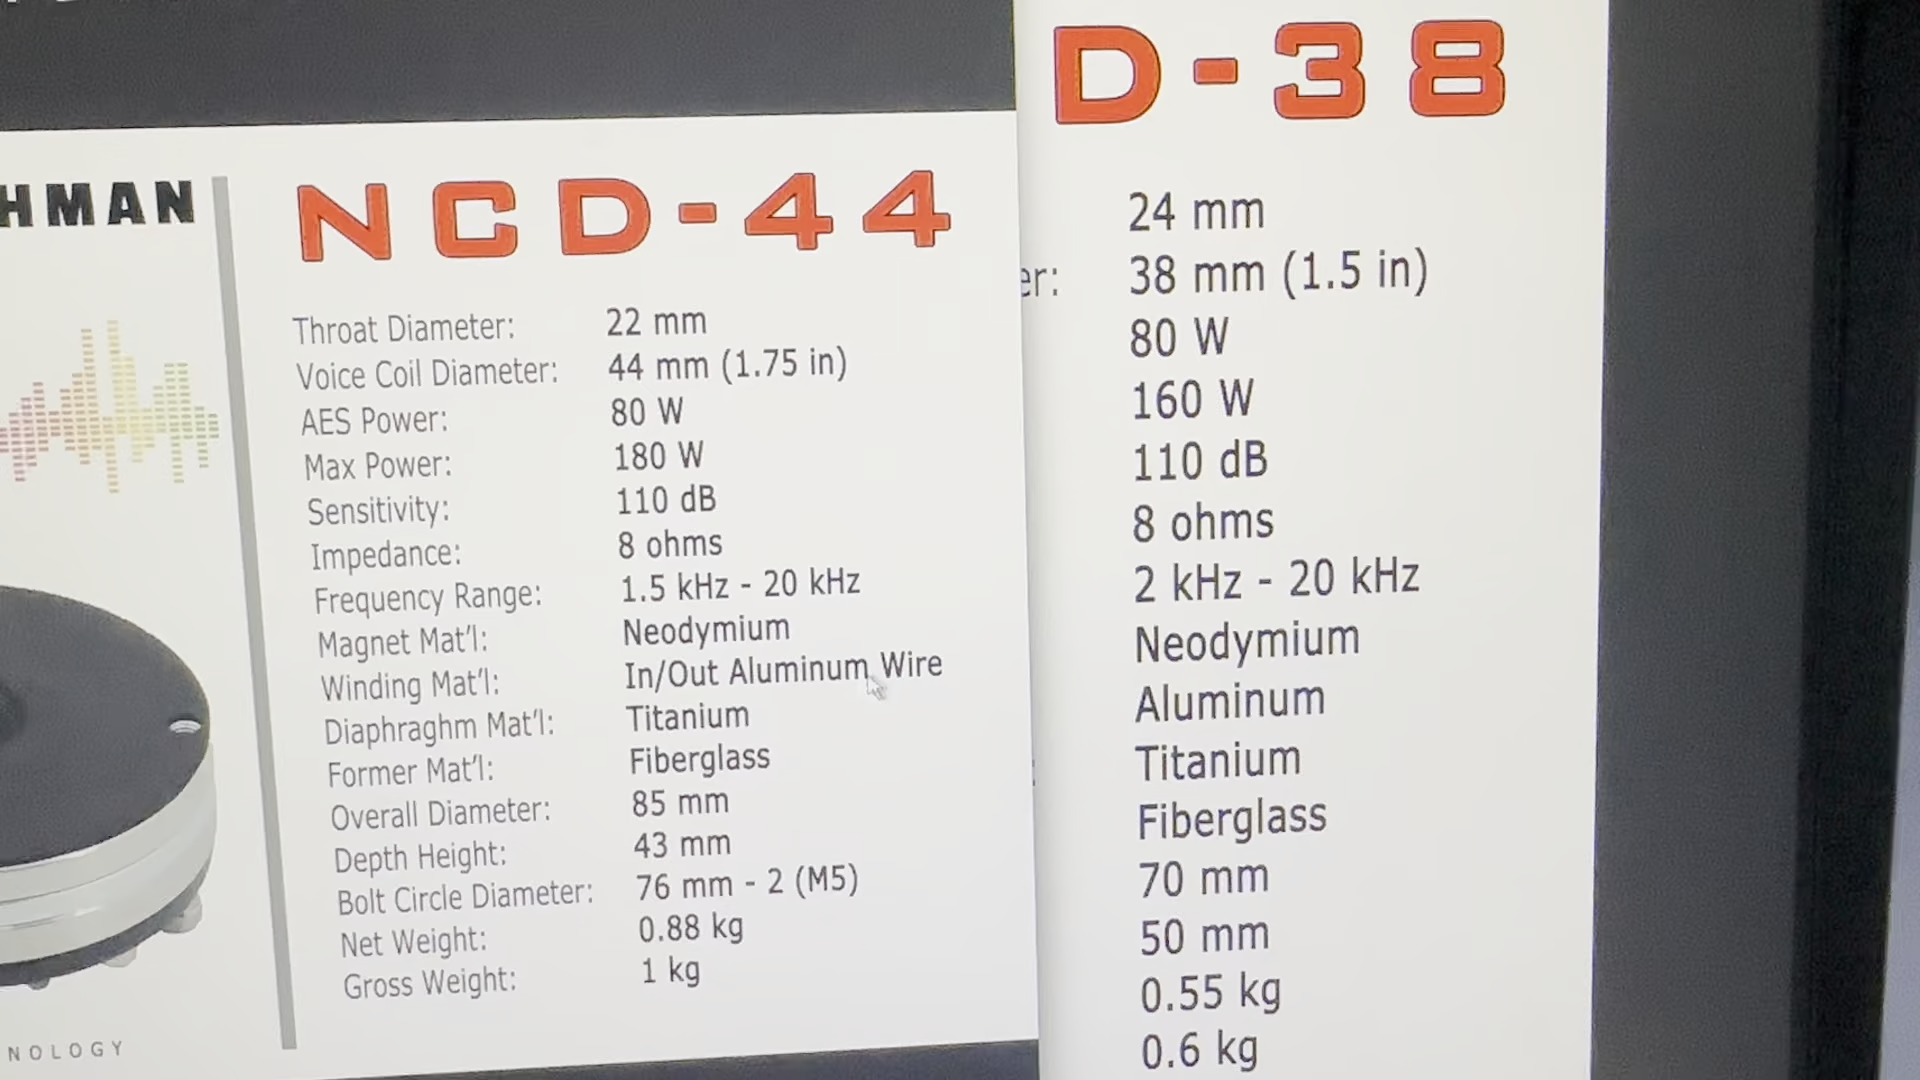 HMAN
NCD-44
Throat Diameter: 22 mm
Voice Coil Diameter: 44 mm (1.75 in)
AES Power: 80 W
Max Power: 180 W
Sensitivity: 110 dB
Impedance: 8 ohms
Frequency Range: 1.5 kHz - 20 kHz
Magnet Mat'l: Neodymium
Winding Mat'l: In/Out Aluminum Wire
Diaphraghm Mat'l: Titanium
Former Mat'l: Fiberglass
Overall Diameter: 85 mm
Depth Height: 43 mm
Bolt Circle Diameter: 76 mm - 2 (M5)
Net Weight: 0.88 kg
Gross Weight: 1 kg
NOLOGY
D-38
24 mm
er: 38 mm (1.5 in)
80 W
160 W
110 dB
8 ohms
2 kHz - 20 kHz
Neodymium
Aluminum
Titanium
Fiberglass
70 mm
50 mm
0.55 kg
0.6 kg